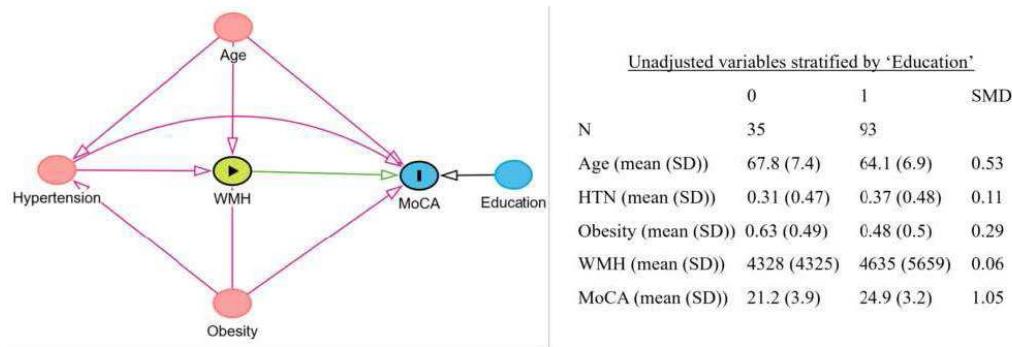 Age
Hypertension
WMH
MoCA
Education
Obesity
Unadjusted variables stratified by ‘Education’
0 1 SMD
N 35 93
Age (mean (SD)) 67.8 (7.4) 64.1 (6.9) 0.53
HTN (mean (SD)) 0.31 (0.47) 0.37 (0.48) 0.11
Obesity (mean (SD)) 0.63 (0.49) 0.48 (0.5) 0.29
WMH (mean (SD)) 4328 (4325) 4635 (5659) 0.06
MoCA (mean (SD)) 21.2 (3.9) 24.9 (3.2) 1.05